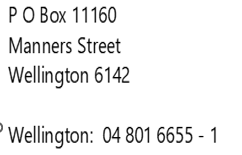 P O Box 11160
Manners Street
Wellington 6142
Wellington: 04 801 6655 - 1